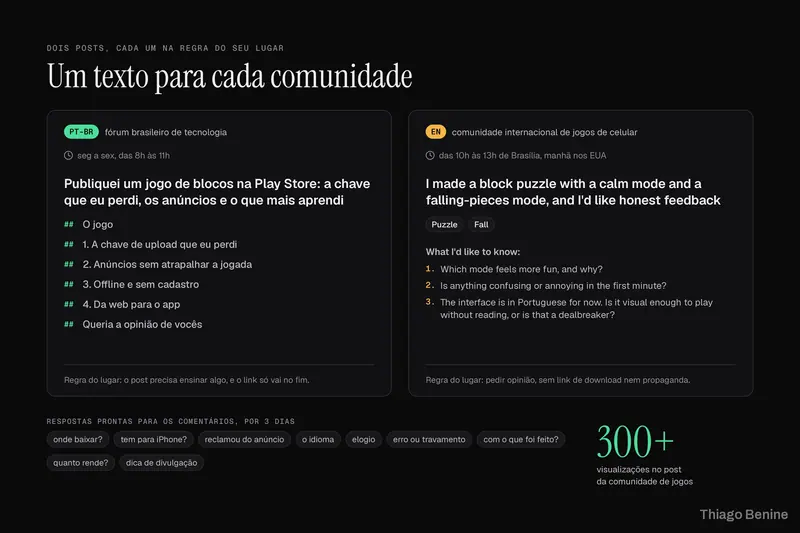 DOIS POSTS, CADA UM NA REGRA DO SEU LUGAR
Um texto para cada comunidade
PT-BR fórum brasileiro de tecnologia
seg a sex, das 8h às 11h
Publiquei um jogo de blocos na Play Store: a chave
que eu perdi, os anúncios e o que mais aprendi
## O jogo
## 1. A chave de upload que eu perdi
## 2. Anúncios sem atrapalhar a jogada
## 3. Offline e sem cadastro
## 4. Da web para o app
## Queria a opinião de vocês
Regra do lugar: o post precisa ensinar algo, e o link só vai no fim.
EN comunidade internacional de jogos de celular
das 10h às 13h de Brasília, manhã nos EUA
I made a block puzzle with a calm mode and a
falling-pieces mode, and I'd like honest feedback
Puzzle Fall
What I'd like to know:
1. Which mode feels more fun, and why?
2. Is anything confusing or annoying in the first minute?
3. The interface is in Portuguese for now. Is it visual enough to play
without reading, or is that a dealbreaker?
Regra do lugar: pedir opinião, sem link de download nem propaganda.
RESPOSTAS PRONTAS PARA OS COMENTÁRIOS, POR 3 DIAS
onde baixar? tem para iPhone? reclamou do anúncio o idioma elogio erro ou travamento com o que foi feito?
quanto rende? dica de divulgação
300+
visualizações no post
da comunidade de jogos
Thiago Benine